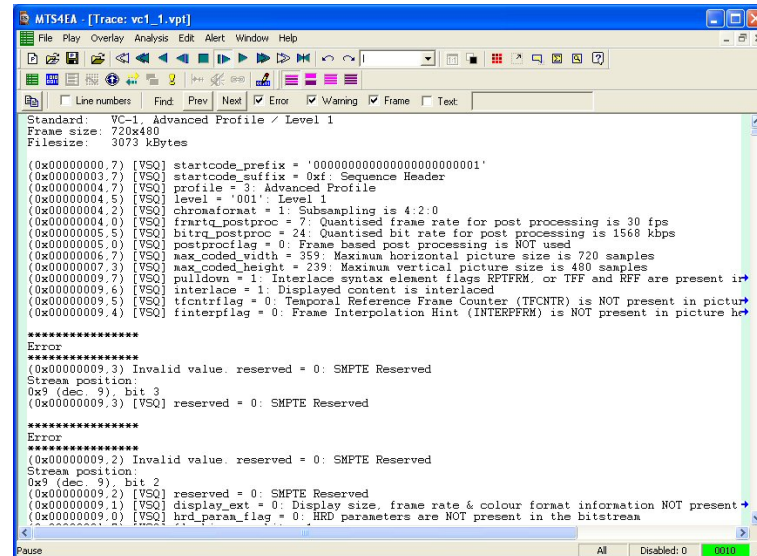 MTS4EA - [Trace: vc1_1.vpt]
File Play Overlay Analysis Edit Alert Window Help
Line numbers Find: Prev Next Error Warning Frame Text:
Standard: VC-1, Advanced Profile / Level 1
Frame size: 720x480
Filesize: 3073 kBytes
(0x00000000,7) [VSQ] startcode_prefix = '000000000000000000000001'
(0x00000003,7) [VSQ] startcode_suffix = 0xf: Sequence Header
(0x00000004,7) [VSQ] profile = 3: Advanced Profile
(0x00000004,5) [VSQ] level = '001': Level 1
(0x00000004,2) [VSQ] chromaformat = 1: Subsampling is 4:2:0
(0x00000004,0) [VSQ] frmrtq_postproc = 7: Quantised frame rate for post processing is 30 fps
(0x00000005,5) [VSQ] bitrq_postproc = 24: Quantised bit rate for post processing is 1568 kbps
(0x00000005,0) [VSQ] postprocflag = 0: Frame based post processing is NOT used
(0x00000006,7) [VSQ] max_coded_width = 359: Maximum horizontal picture size is 720 samples
(0x00000007,3) [VSQ] max_coded_height = 239: Maximum vertical picture size is 480 samples
(0x00000009,7) [VSQ] pulldown = 1: Interlace syntax element flags RPTFRM, or TFF and RFF are present in
(0x00000009,6) [VSQ] interlace = 1: Displayed content is interlaced
(0x00000009,5) [VSQ] tfcntrflag = 0: Temporal Reference Frame Counter (TFCNTR) is NOT present in pictur
(0x00000009,4) [VSQ] finterpflag = 0: Frame Interpolation Hint (INTERPFRM) is NOT present in picture he
****************
Error
****************
(0x00000009,3) Invalid value. reserved = 0: SMPTE Reserved
Stream position:
0x9 (dec. 9), bit 3
(0x00000009,3) [VSQ] reserved = 0: SMPTE Reserved
****************
Error
****************
(0x00000009,2) Invalid value. reserved = 0: SMPTE Reserved
Stream position:
0x9 (dec. 9), bit 2
(0x00000009,2) [VSQ] reserved = 0: SMPTE Reserved
(0x00000009,1) [VSQ] display_ext = 0: Display size, frame rate & colour format information NOT present
(0x00000009,0) [VSQ] hrd_param_flag = 0: HRD parameters are NOT present in the bitstream
Pause All Disabled: 0 0010